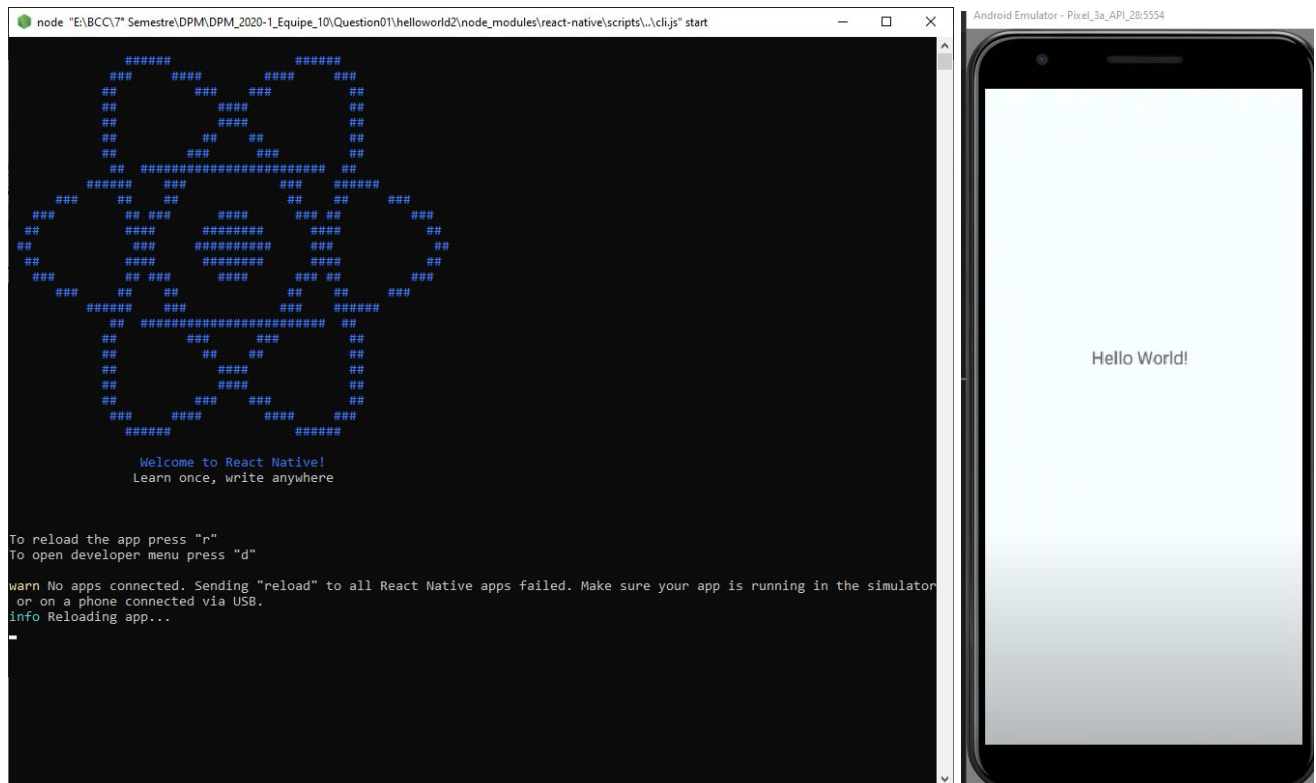 node "E:\BCC\7° Semestre\DPM\DPM_2020-1_Equipe_10\Question01\helloworld2\node_modules\react-native\scripts\..\cli.js" start
Welcome to React Native!
Learn once, write anywhere
To reload the app press "r"
To open developer menu press "d"
warn No apps connected. Sending "reload" to all React Native apps failed. Make sure your app is running in the simulator
or on a phone connected via USB.
info Reloading app...
Android Emulator - Pixel_3a_API_28:5554
Hello World!